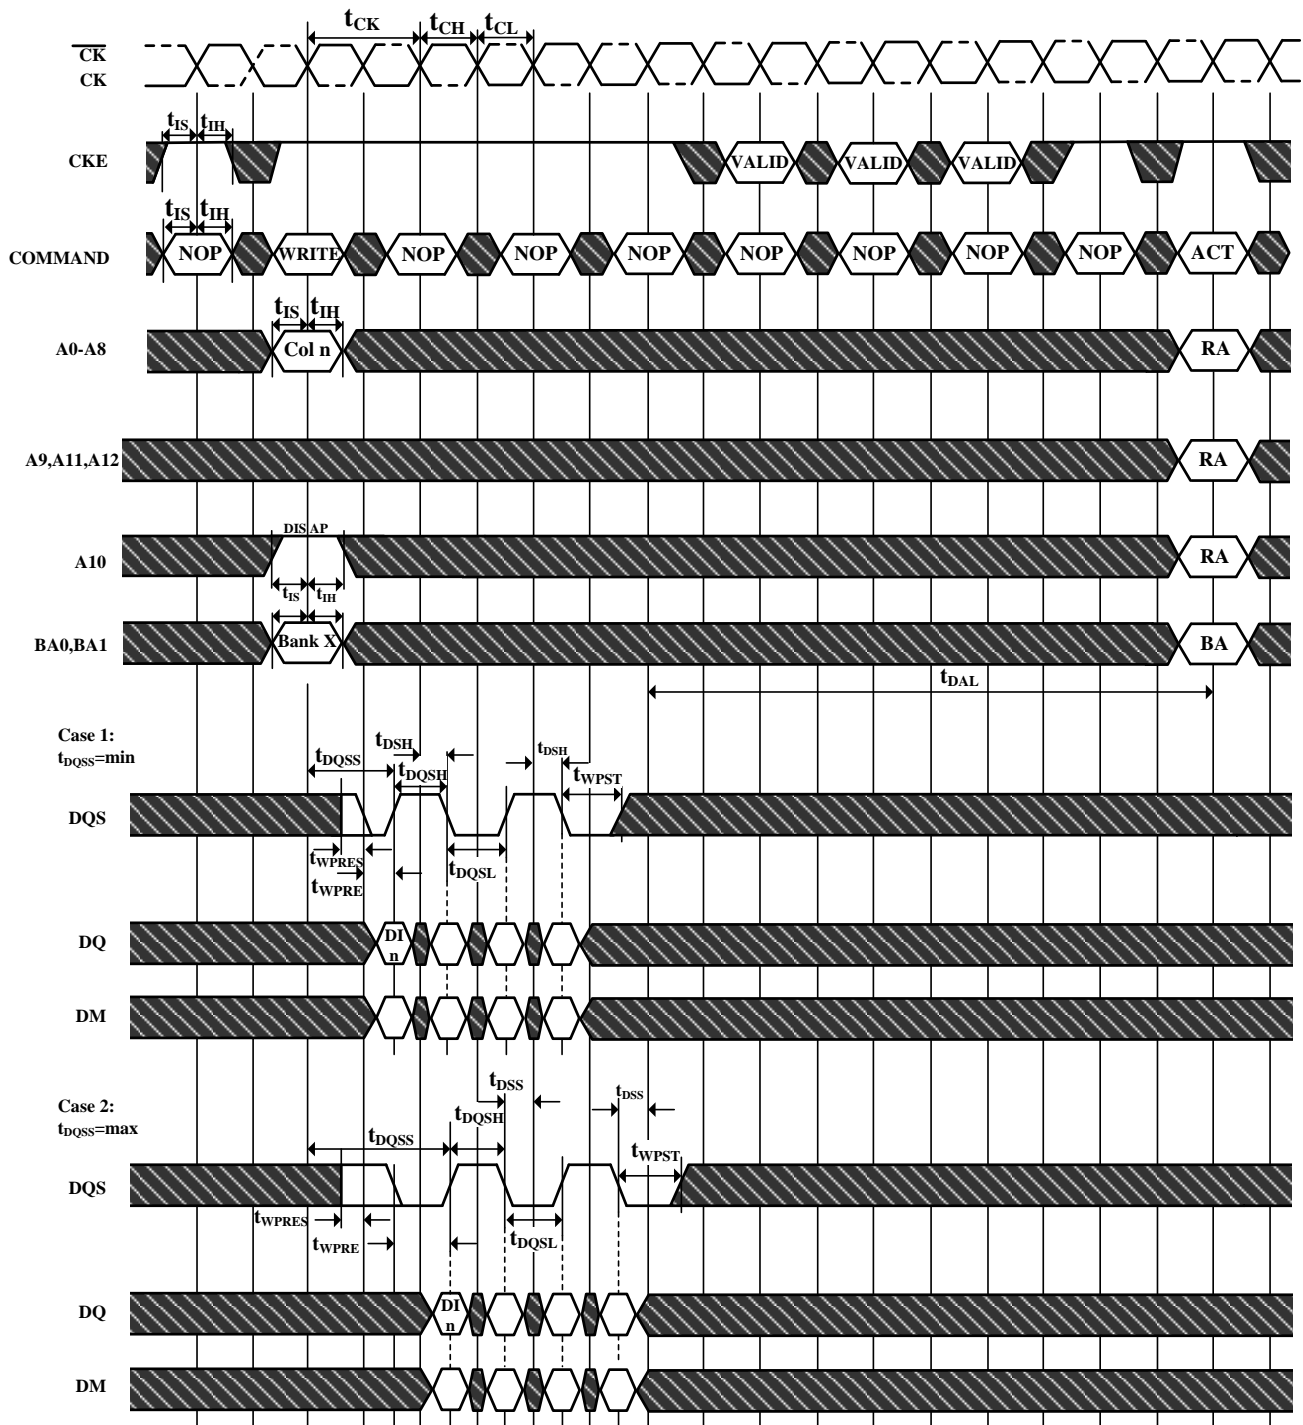 tCK tCH tCL
CK
CK
tIS tIH
CKE VALID VALID VALID
tIS tIH
COMMAND NOP WRITE NOP NOP NOP NOP NOP NOP NOP ACT
tIS tIH
A0-A8 Col n RA
A9,A11,A12 RA
DIS AP
A10 RA
tIS tIH
BA0,BA1 Bank X BA
tDAL
Case 1:
tDQSS=min
tDQSS tDSH tDSH
tDQSH tWPST
DQS
tWPRES tDQSL
tWPRE
DQ DI
n
DM
tDSS tDSS
Case 2:
tDQSS=max
tDQSH
tDQSS tWPST
DQS
tWPRES
tWPRE tDQSL
DQ DI
n
DM